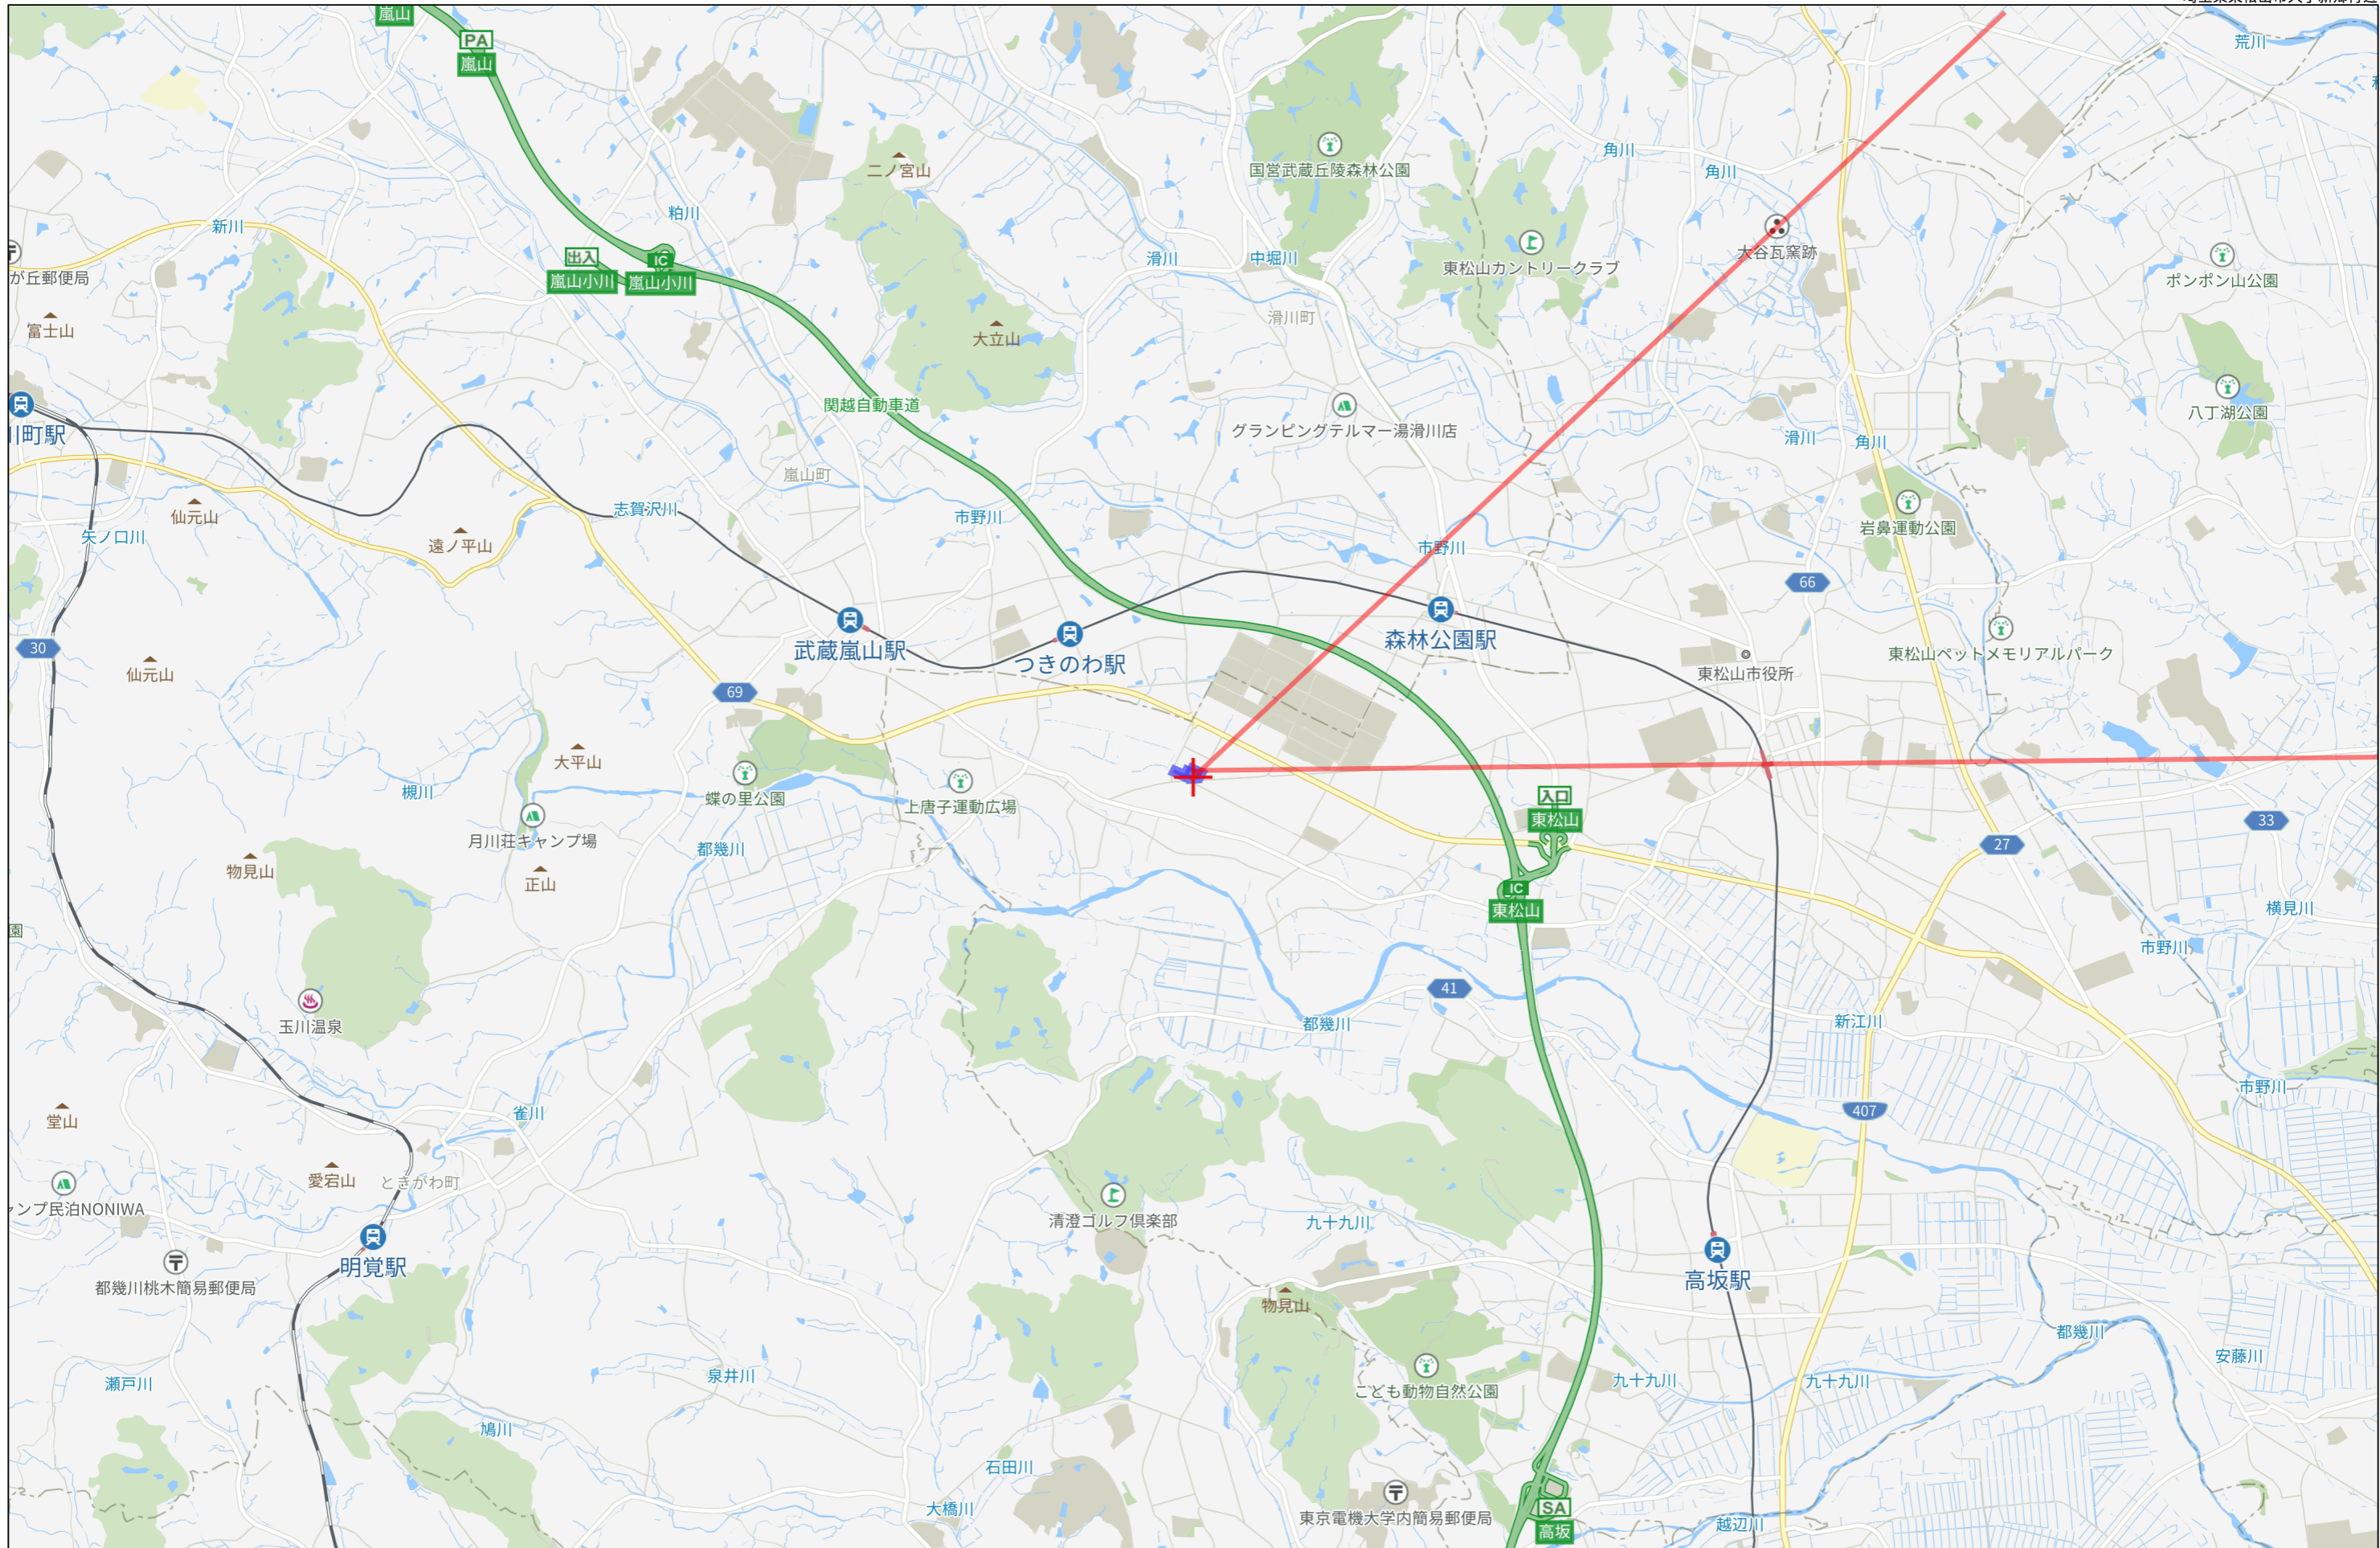 嵐山
荒川
PA
嵐山
国営武蔵丘陵森林公園
角川
角川
二ノ宮山
粕川
新川
大谷瓦窯跡
滑川
中堀川
東松山カントリークラブ
ポンポン山公園
出入
嵐山小川
IC
嵐山小川
が丘郵便局
富士山
大立山
滑川町
八丁湖公園
関越自動車道
グランピングテルマー湯滑川店
川町駅
滑川
角川
嵐山町
仙元山
志賀沢川
市野川
矢ノ口川
遠ノ平山
市野川
岩鼻運動公園
66
30
武蔵嵐山駅
つきのわ駅
森林公園駅
東松山市役所
東松山ペットメモリアルパーク
仙元山
69
大平山
槻川
蝶の里公園
上唐子運動広場
入口
東松山
33
月川荘キャンプ場
都幾川
27
物見山
正山
IC
東松山
横見川
園
市野川
41
玉川温泉
都幾川
新江川
市野川
堂山
雀川
407
愛宕山
ときがわ町
ャンプ民泊NONIWA
清澄ゴルフ倶楽部
九十九川
明覚駅
高坂駅
都幾川桃木簡易郵便局
物見山
都幾川
安藤川
瀬戸川
泉井川
こども動物自然公園
九十九川
九十九川
鳩川
石田川
大橋川
東京電機大学内簡易郵便局
SA
高坂
越辺川